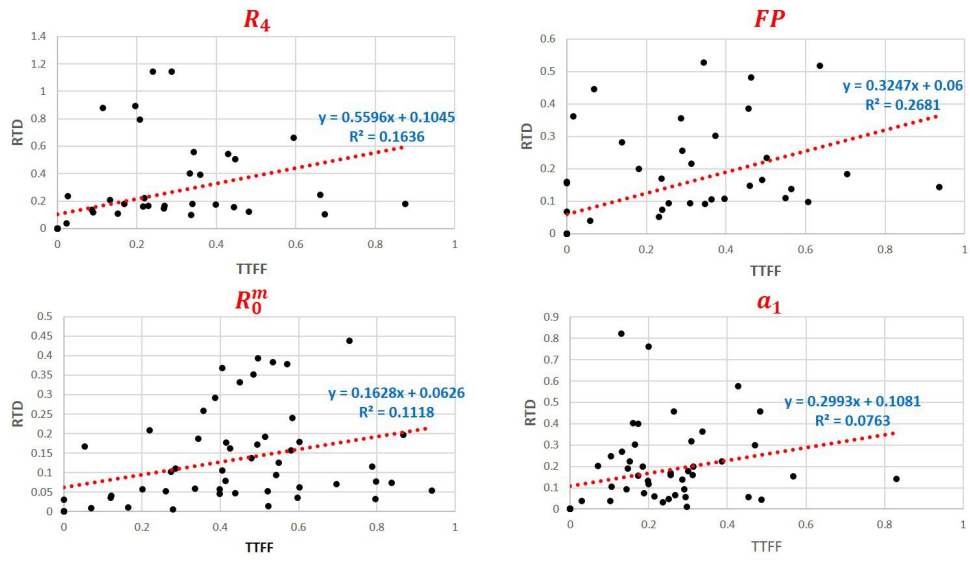 R₄
1.4
1.2
1
0.8
0.6
0.4
0.2
0
RTD
y = 0.5596x + 0.1045
R² = 0.1636
0 0.2 0.4 0.6 0.8 1
TTFF
FP
0.6
0.5
0.4
0.3
0.2
0.1
0
RTD
y = 0.3247x + 0.06
R² = 0.2681
0 0.2 0.4 0.6 0.8 1
TTFF
R₀ᵐ
0.5
0.45
0.4
0.35
0.3
0.25
0.2
0.15
0.1
0.05
0
RTD
y = 0.1628x + 0.0626
R² = 0.1118
0 0.2 0.4 0.6 0.8 1
TTFF
a₁
0.9
0.8
0.7
0.6
0.5
0.4
0.3
0.2
0.1
0
RTD
y = 0.2993x + 0.1081
R² = 0.0763
0 0.2 0.4 0.6 0.8 1
TTFF